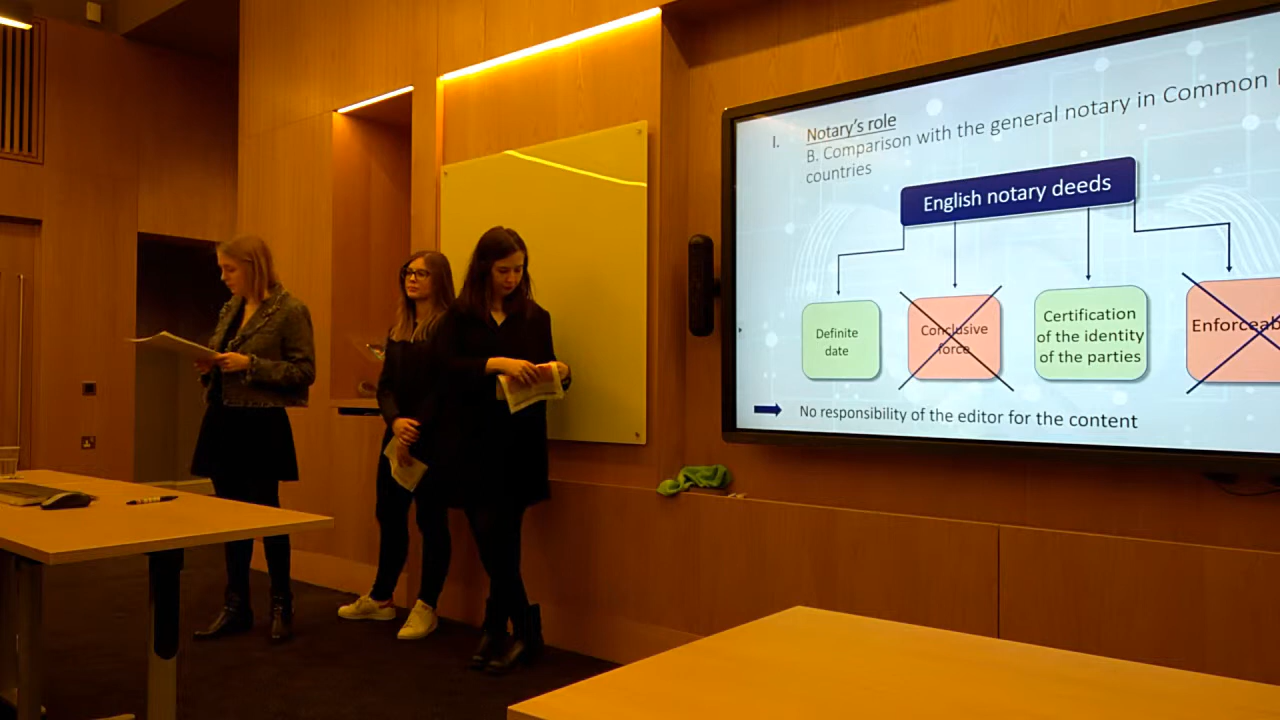 I. Notary's role
B. Comparison with the general notary in Common
countries
English notary deeds
Definite
date
Conclusive
force
Certification
of the identity
of the parties
No responsibility of the editor for the content